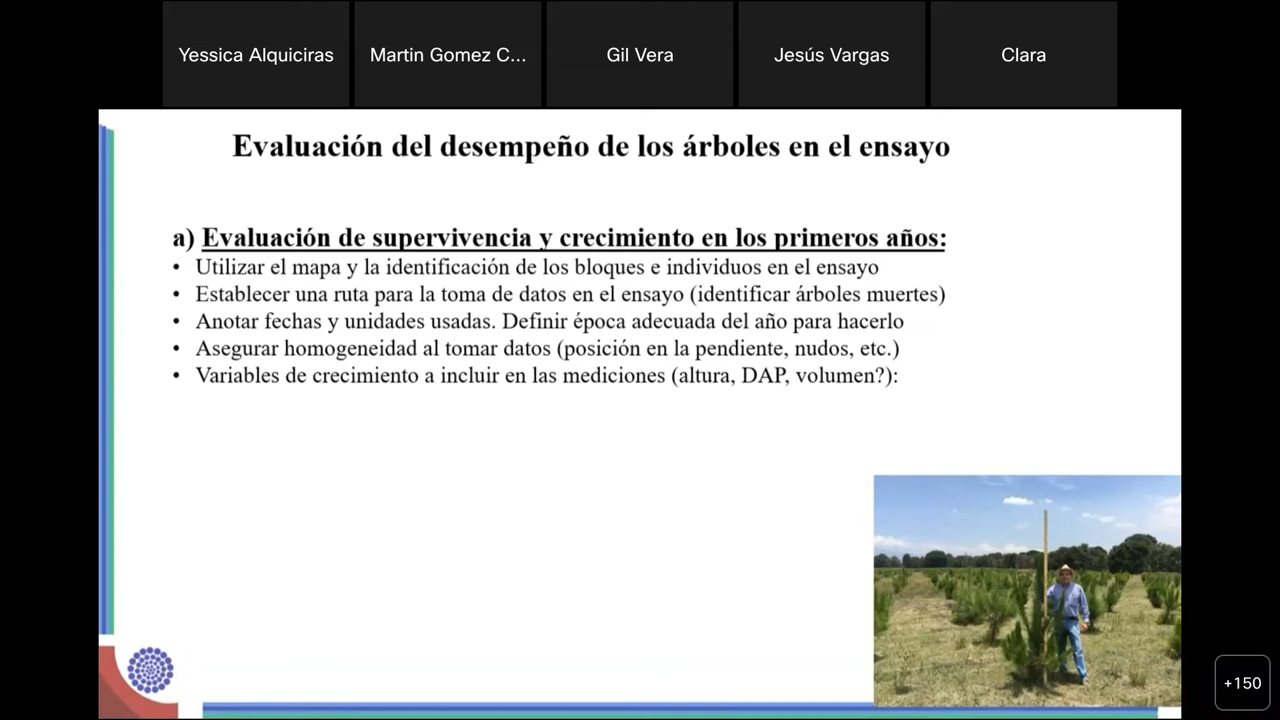 Yessica Alquiciras
Martin Gomez C...
Gil Vera
Jesús Vargas
Clara
Evaluación del desempeño de los árboles en el ensayo
a) Evaluación de supervivencia y crecimiento en los primeros años:
• Utilizar el mapa y la identificación de los bloques e individuos en el ensayo
• Establecer una ruta para la toma de datos en el ensayo (identificar árboles muertes)
• Anotar fechas y unidades usadas. Definir época adecuada del año para hacerlo
• Asegurar homogeneidad al tomar datos (posición en la pendiente, nudos, etc.)
• Variables de crecimiento a incluir en las mediciones (altura, DAP, volumen?):
+150